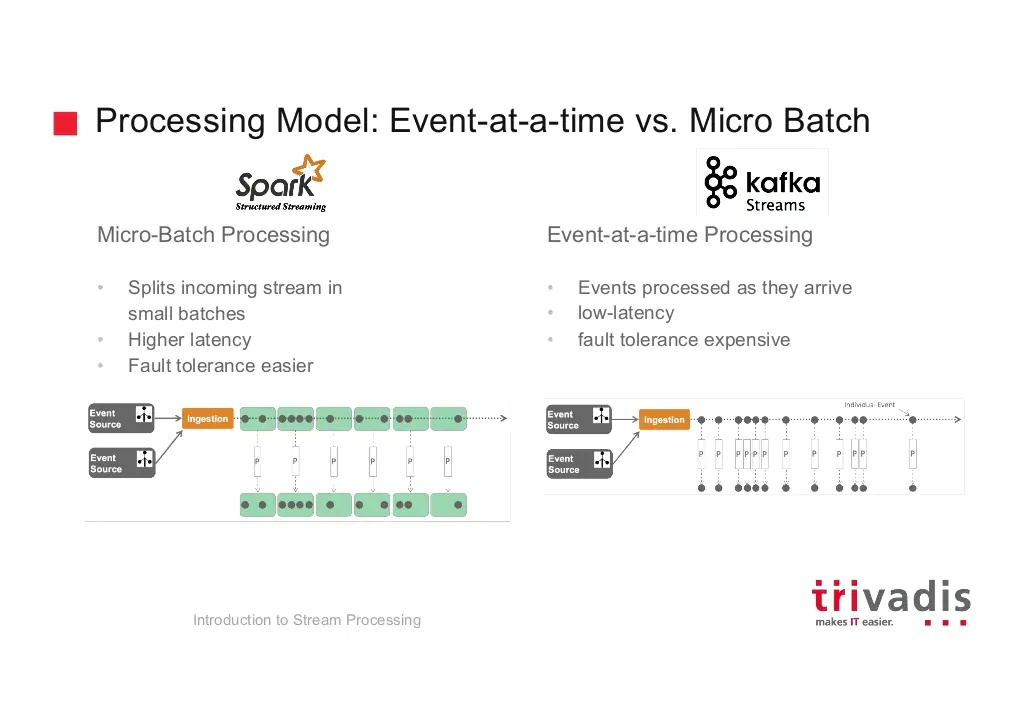 Processing Model: Event-at-a-time vs. Micro Batch
Spark
Structured Streaming
Micro-Batch Processing
• Splits incoming stream in
small batches
• Higher latency
• Fault tolerance easier
Event
Source
Ingestion
Event
Source
P P P P P P
kafka
Streams
Event-at-a-time Processing
• Events processed as they arrive
• low-latency
• fault tolerance expensive
Individual Event
Event
Source
Ingestion
Event
Source
P P P P P P P P P P P P
Introduction to Stream Processing
trivadis
makes IT easier.